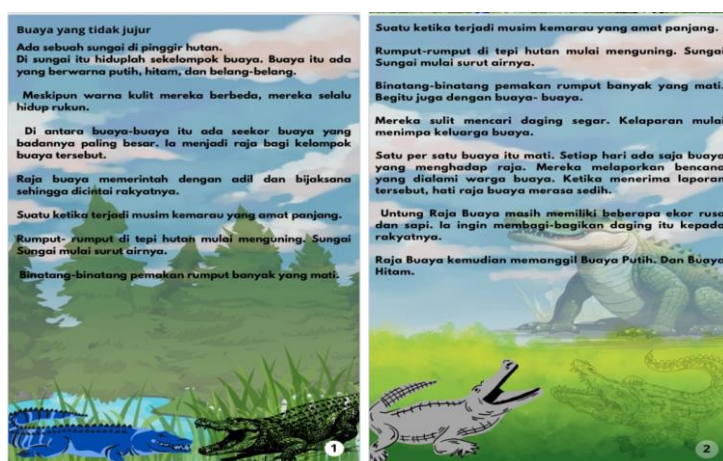 Buaya yang tidak jujur
Ada sebuah sungai di pinggir hutan.
Di sungai itu hiduplah sekelompok buaya. Buaya itu ada
yang berwarna putih, hitam, dan belang-belang.
Meskipun warna kulit mereka berbeda, mereka selalu
hidup rukun.
Di antara buaya-buaya itu ada seekor buaya yang
badannya paling besar. Ia menjadi raja bagi kelompok
buaya tersebut.
Raja buaya memerintah dengan adil dan bijaksana
sehingga dicintai rakyatnya.
Suatu ketika terjadi musim kemarau yang amat panjang.
Rumput- rumput di tepi hutan mulai menguning. Sungai
Sungai mulai surut airnya.
Binatang-binatang pemakan rumput banyak yang mati.
1
Suatu ketika terjadi musim kemarau yang amat panjang.
Rumput-rumput di tepi hutan mulai menguning. Sungai
Sungai mulai surut airnya.
Binatang-binatang pemakan rumput banyak yang mati.
Begitu juga dengan buaya- buaya.
Mereka sulit mencari daging segar. Kelaparan mulai
menimpa keluarga buaya.
Satu per satu buaya itu mati. Setiap hari ada saja buaya
yang menghadap raja. Mereka melaporkan bencana
yang dialami warga buaya. Ketika menerima laporan
tersebut, hati raja buaya merasa sedih.
Untung Raja Buaya masih memiliki beberapa ekor rusa
dan sapi. Ia ingin membagi-bagikan daging itu kepada
rakyatnya.
Raja Buaya kemudian memanggil Buaya Putih. Dan Buaya
Hitam.
2